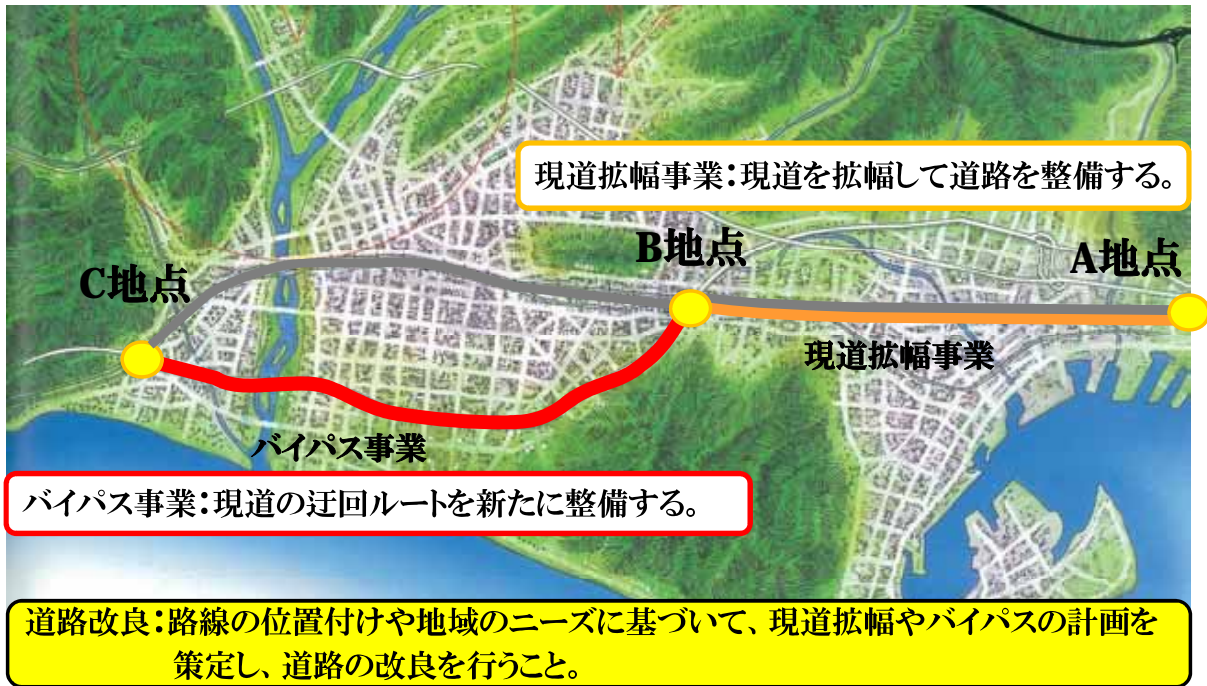 現道拡幅事業：現道を拡幅して道路を整備する。
B地点
A地点
C地点
現道拡幅事業
バイパス事業
バイパス事業：現道の迂回ルートを新たに整備する。
道路改良：路線の位置付けや地域のニーズに基づいて、現道拡幅やバイパスの計画を
策定し、道路の改良を行うこと。